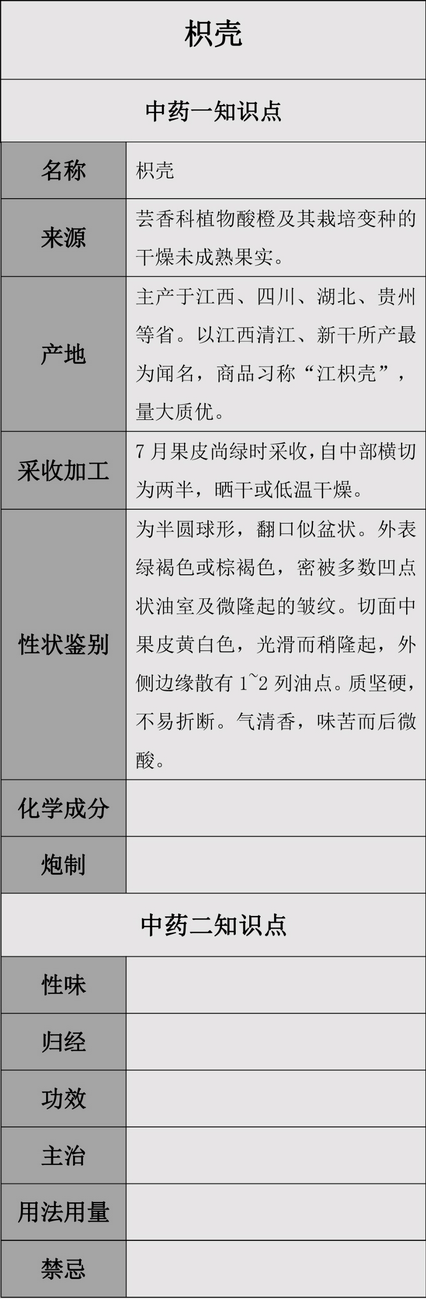 枳壳
中药一知识点
名称
枳壳
来源
芸香科植物酸橙及其栽培变种的
干燥未成熟果实。
产地
主产于江西、四川、湖北、贵州
等省。以江西清江、新干所产最
为闻名，商品习称“江枳壳”，
量大质优。
采收加工
7 月果皮尚绿时采收，自中部横切
为两半，晒干或低温干燥。
性状鉴别
为半圆球形，翻口似盆状。外表
绿褐色或棕褐色，密被多数凹点
状油室及微隆起的皱纹。切面中
果皮黄白色，光滑而稍隆起，外
侧边缘散有 1~2 列油点。质坚硬，
不易折断。气清香，味苦而后微
酸。
化学成分
炮制
中药二知识点
性味
归经
功效
主治
用法用量
禁忌